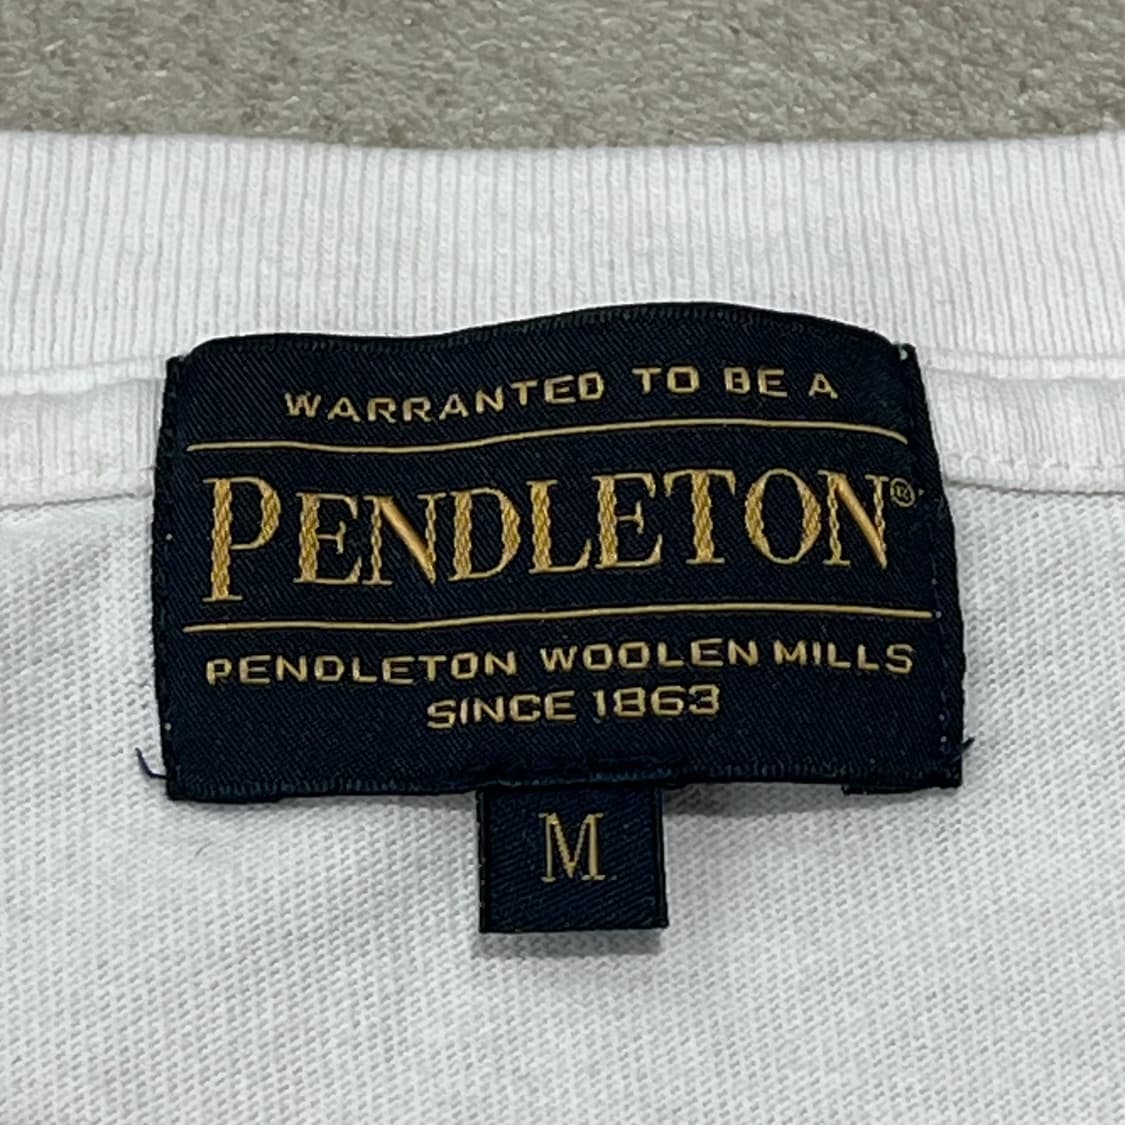 WARRANTED TO BE A
PENDLETON®
PENDLETON WOOLEN MILLS
SINCE 1863
M